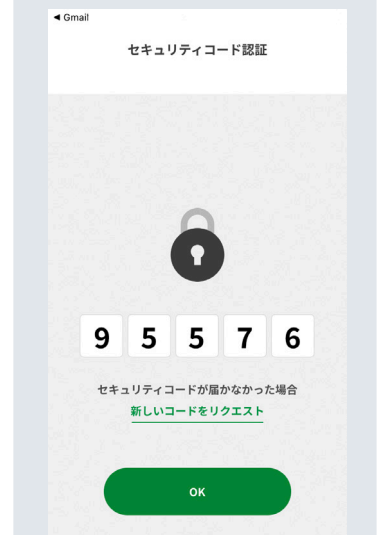 ◀ Gmail
セキュリティコード認証
9 5 5 7 6
セキュリティコードが届かなかった場合
新しいコードをリクエスト
OK